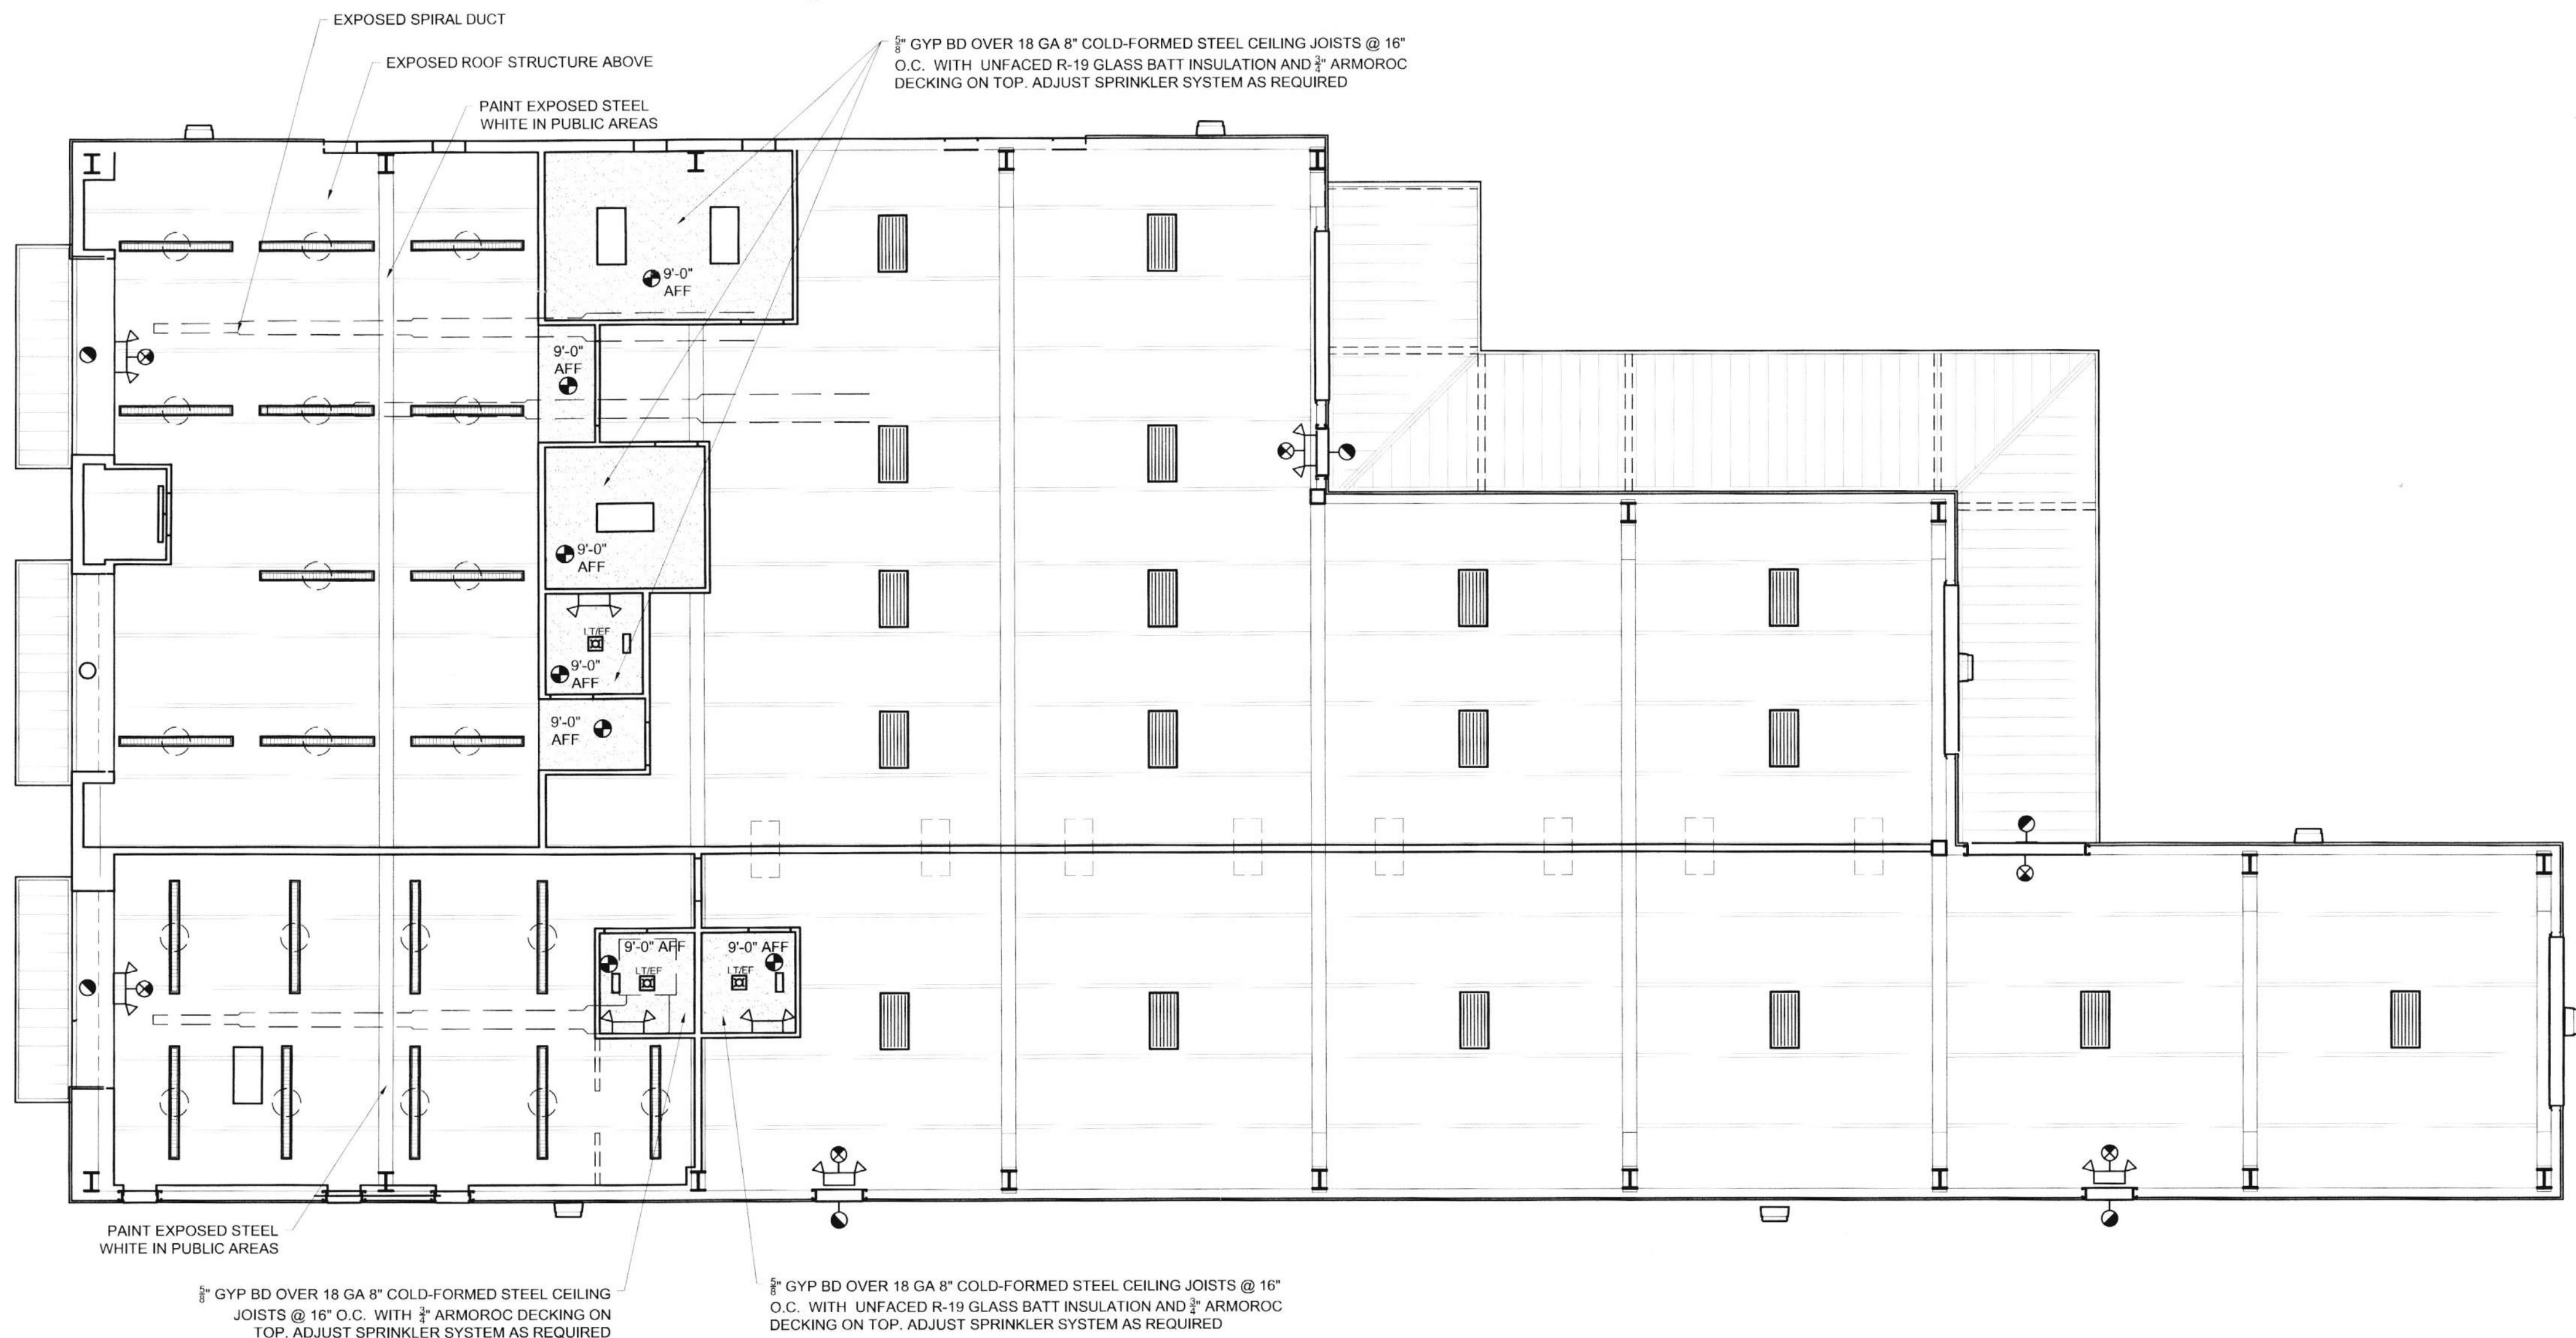 EXPOSED SPIRAL DUCT
EXPOSED ROOF STRUCTURE ABOVE
PAINT EXPOSED STEEL
WHITE IN PUBLIC AREAS
5/8" GYP BD OVER 18 GA 8" COLD-FORMED STEEL CEILING JOISTS @ 16"
O.C. WITH UNFACED R-19 GLASS BATT INSULATION AND 3/4" ARMOROC
DECKING ON TOP. ADJUST SPRINKLER SYSTEM AS REQUIRED
9'-0"
AFF
9'-0"
AFF
9'-0"
AFF
LT/EF
9'-0"
AFF
9'-0"
AFF
9'-0" AFF
LT/EF
9'-0" AFF
LT/EF
PAINT EXPOSED STEEL
WHITE IN PUBLIC AREAS
5/8" GYP BD OVER 18 GA 8" COLD-FORMED STEEL CEILING
JOISTS @ 16" O.C. WITH 3/4" ARMOROC DECKING ON
TOP. ADJUST SPRINKLER SYSTEM AS REQUIRED
5/8" GYP BD OVER 18 GA 8" COLD-FORMED STEEL CEILING JOISTS @ 16"
O.C. WITH UNFACED R-19 GLASS BATT INSULATION AND 3/4" ARMOROC
DECKING ON TOP. ADJUST SPRINKLER SYSTEM AS REQUIRED